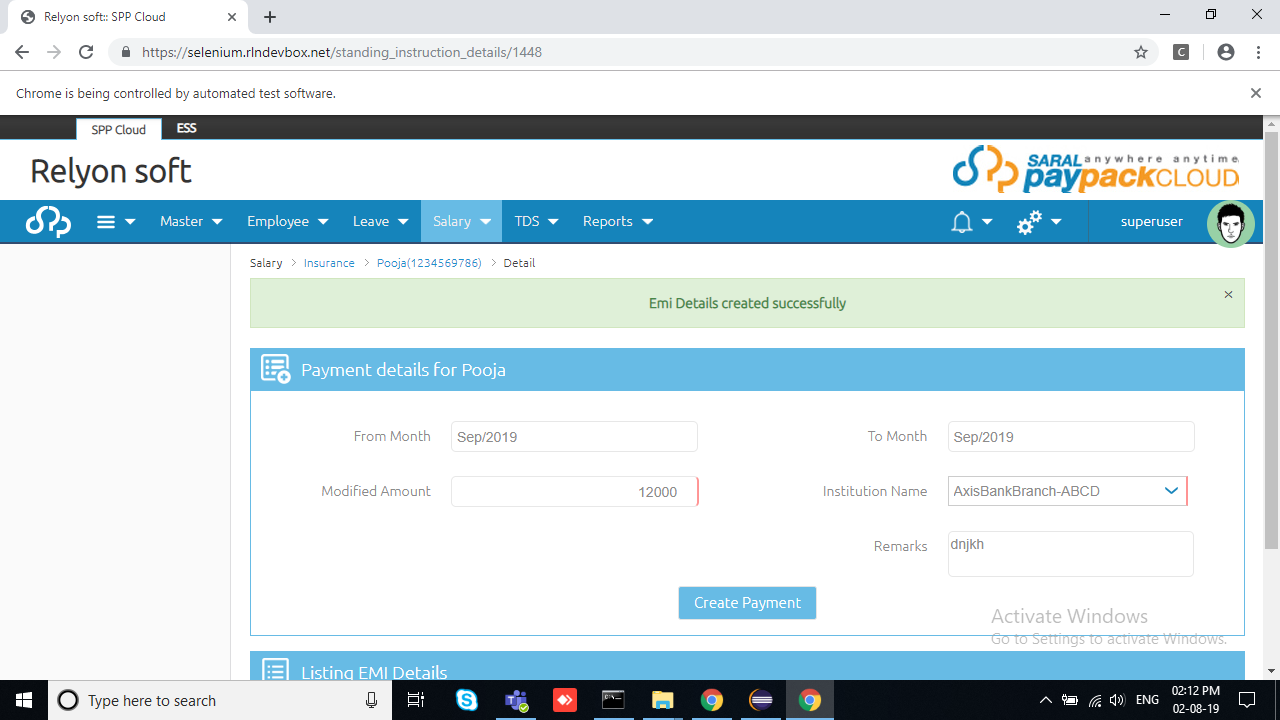 Relyon soft:: SPP Cloud
https://selenium.rlndevbox.net/standing_instruction_details/1448
C
Chrome is being controlled by automated test software.
SPP Cloud ESS
Relyon soft
SARAL anywhere anytime
paypackCLOUD
Master Employee Leave Salary TDS Reports superuser
Salary > Insurance > Pooja(1234569786) > Detail
Emi Details created successfully
Payment details for Pooja
From Month Sep/2019 To Month Sep/2019
Modified Amount 12000 Institution Name AxisBankBranch-ABCD
Remarks dnjkh
Create Payment
Activate Windows
Go to Settings to activate Windows.
Listing EMI Details
Type here to search
ENG
02:12 PM
02-08-19